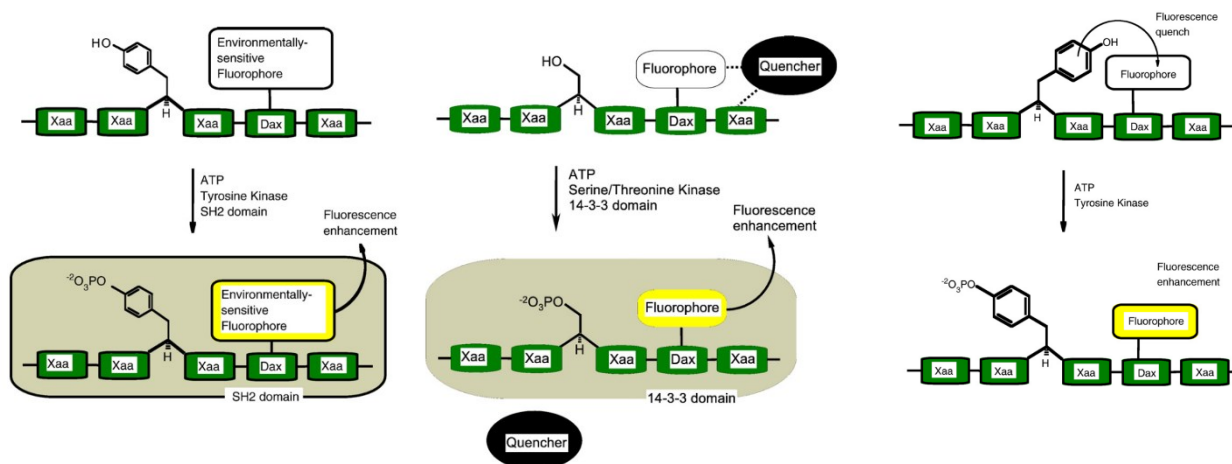 HO
Environmentally-
sensitive
Fluorophore
H
Xaa
Xaa
Xaa
Dax
Xaa
ATP
Tyrosine Kinase
SH2 domain
Fluorescence
enhancement
-2O3PO
Environmentally-
sensitive
Fluorophore
H
Xaa
Xaa
Xaa
Dax
Xaa
SH2 domain
HO
Fluorophore
Quencher
H
Xaa
Xaa
Xaa
Dax
Xaa
ATP
Serine/Threonine Kinase
14-3-3 domain
Fluorescence
enhancement
-2O3PO
Fluorophore
H
Xaa
Xaa
Xaa
Dax
Xaa
14-3-3 domain
Quencher
Fluorescence
quench
OH
Fluorophore
H
Xaa
Xaa
Xaa
Dax
Xaa
ATP
Tyrosine Kinase
Fluorescence
enhancement
-2O3PO
Fluorophore
H
Xaa
Xaa
Xaa
Dax
Xaa